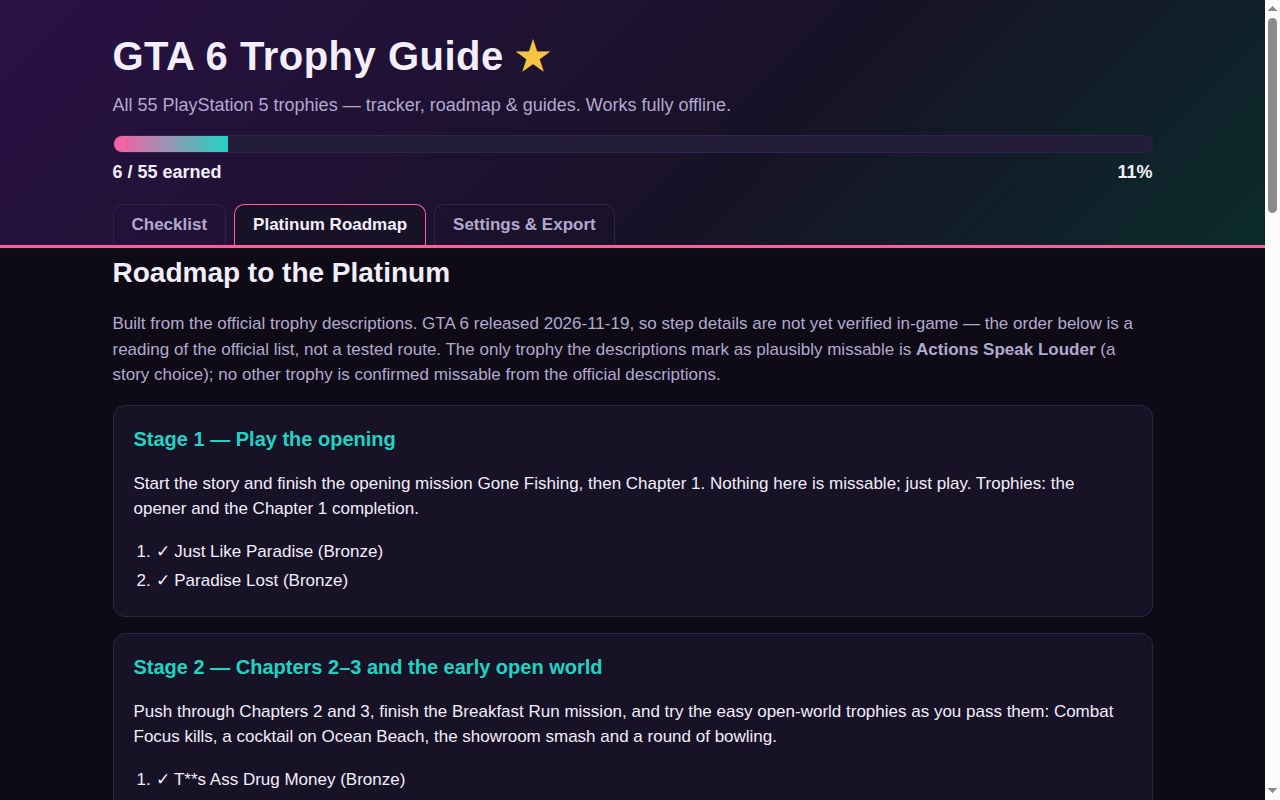 GTA 6 Trophy Guide ★
All 55 PlayStation 5 trophies — tracker, roadmap & guides. Works fully offline.
6 / 55 earned
11%
Checklist
Platinum Roadmap
Settings & Export
Roadmap to the Platinum
Built from the official trophy descriptions. GTA 6 released 2026-11-19, so step details are not yet verified in-game — the order below is a
reading of the official list, not a tested route. The only trophy the descriptions mark as plausibly missable is Actions Speak Louder (a
story choice); no other trophy is confirmed missable from the official descriptions.
Stage 1 — Play the opening
Start the story and finish the opening mission Gone Fishing, then Chapter 1. Nothing here is missable; just play. Trophies: the
opener and the Chapter 1 completion.
1. ✓ Just Like Paradise (Bronze)
2. ✓ Paradise Lost (Bronze)
Stage 2 — Chapters 2–3 and the early open world
Push through Chapters 2 and 3, finish the Breakfast Run mission, and try the easy open-world trophies as you pass them: Combat
Focus kills, a cocktail on Ocean Beach, the showroom smash and a round of bowling.
1. ✓ T**s Ass Drug Money (Bronze)